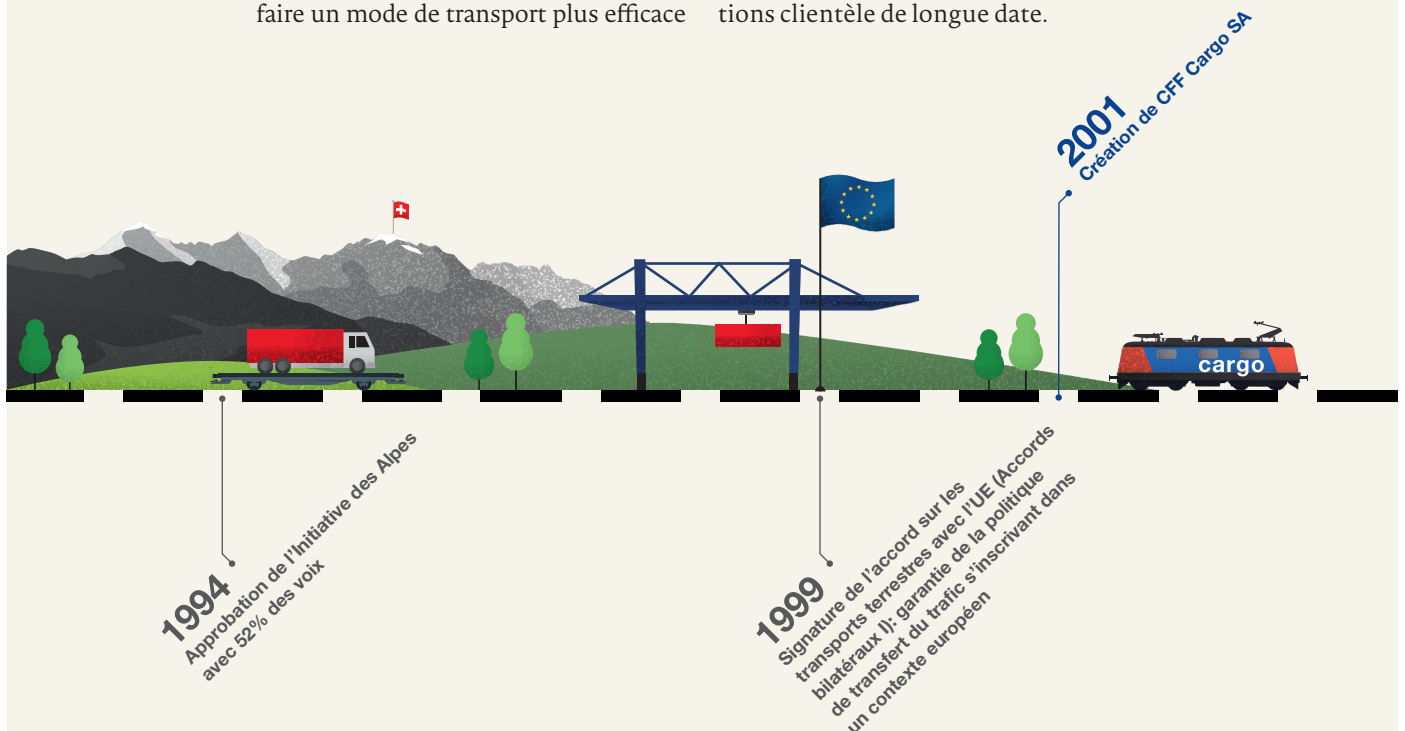 faire un mode de transport plus efficace
tions clientèle de longue date.
2001
Création de CFF Cargo SA
cargo
1994
Approbation de l'Initiative des Alpes
avec 52% des voix
1999
Signature de l'accord sur les
transports terrestres avec l'UE (Accords
bilatéraux I): garantie de la politique
de transfert du trafic s'inscrivant dans
un contexte européen